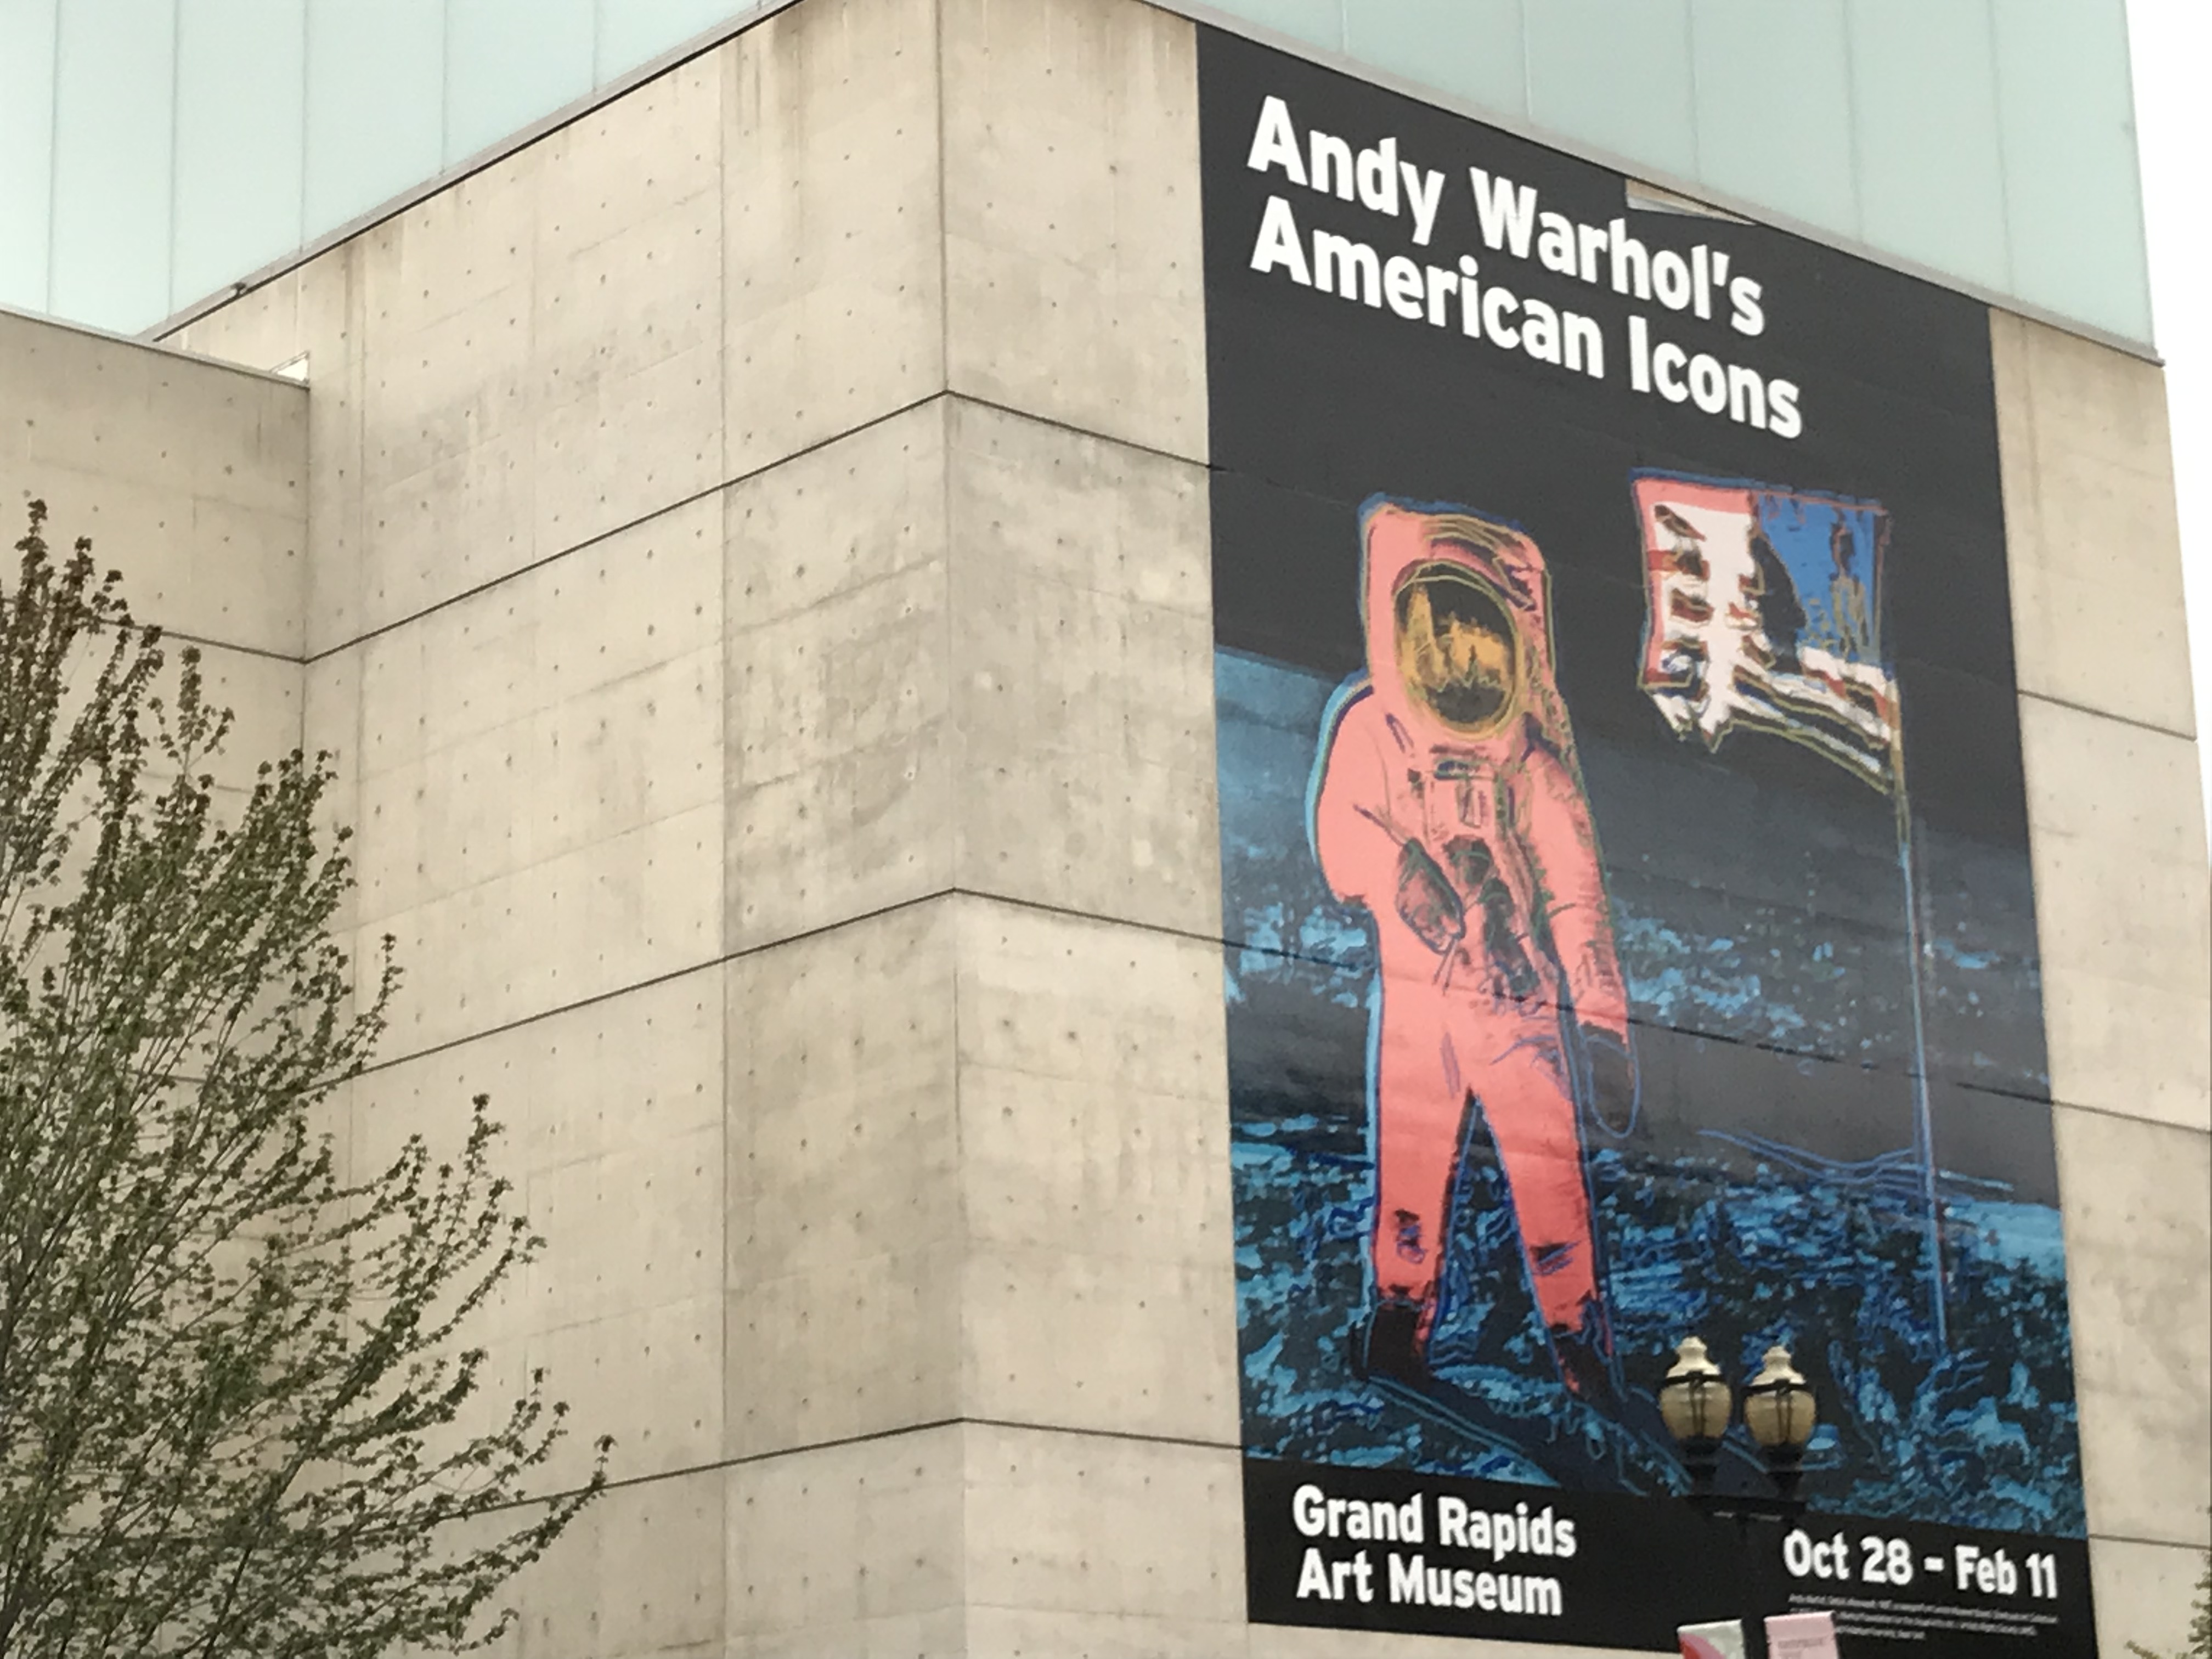 Andy Warhol's
American Icons
Grand Rapids
Art Museum
Oct 28 - Feb 11